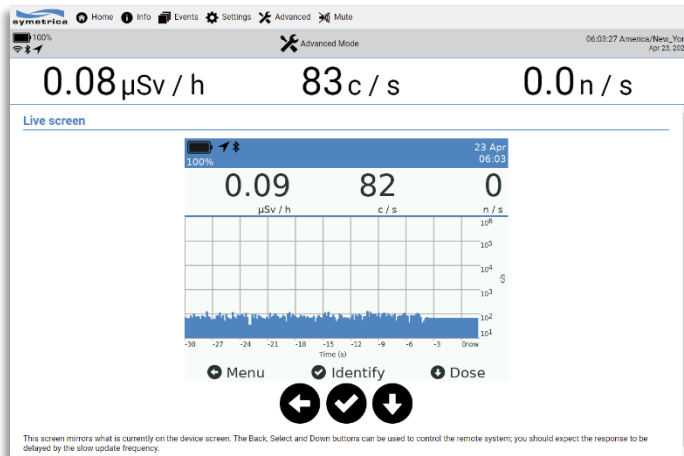 symetrica Home Info Events Settings Advanced Mute
100% Advanced Mode 06:03:27 America/New_Yor
Apr 23, 202
0.08 µSv / h 83 c / s 0.0 n / s
Live screen
100% 23 Apr
06:03
0.09 82 0
µSv / h c / s n / s
10⁶
10⁵
10⁴
10³
10²
10¹
-30 -27 -24 -21 -18 -15 -12 -9 -6 -3 0now
Time (s)
Menu Identify Dose
This screen mirrors what is currently on the device screen. The Back, Select and Down buttons can be used to control the remote system; you should expect the response to be
delayed by the slow update frequency.